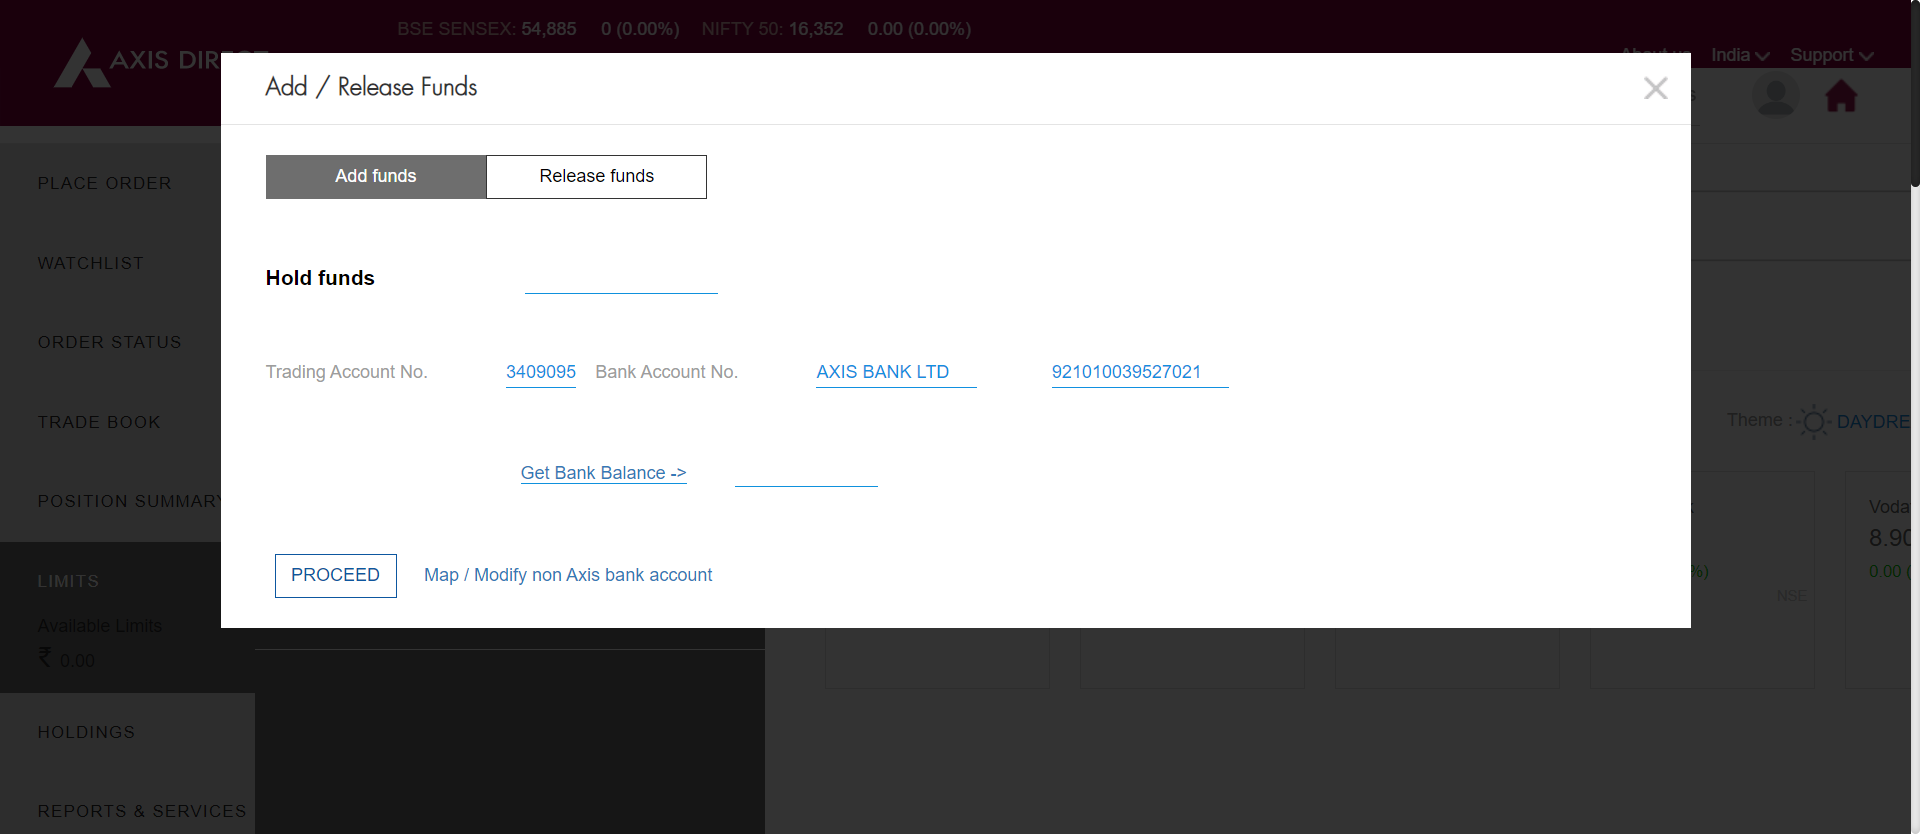 BSE SENSEX: 54,885 0 (0.00%) NIFTY 50: 16,352 0.00 (0.00%)
AXIS
About us India Support
Add / Release Funds
Add funds Release funds
PLACE ORDER
WATCHLIST
Hold funds
ORDER STATUS
Trading Account No. 3409095 Bank Account No. AXIS BANK LTD 921010039527021
TRADE BOOK
Theme : DAYDRE
Get Bank Balance ->
POSITION SUMMARY
Voda
8.90
PROCEED Map / Modify non Axis bank account
%)
0.00 (
NSE
LIMITS
Available Limits
₹ 0.00
HOLDINGS
REPORTS & SERVICES